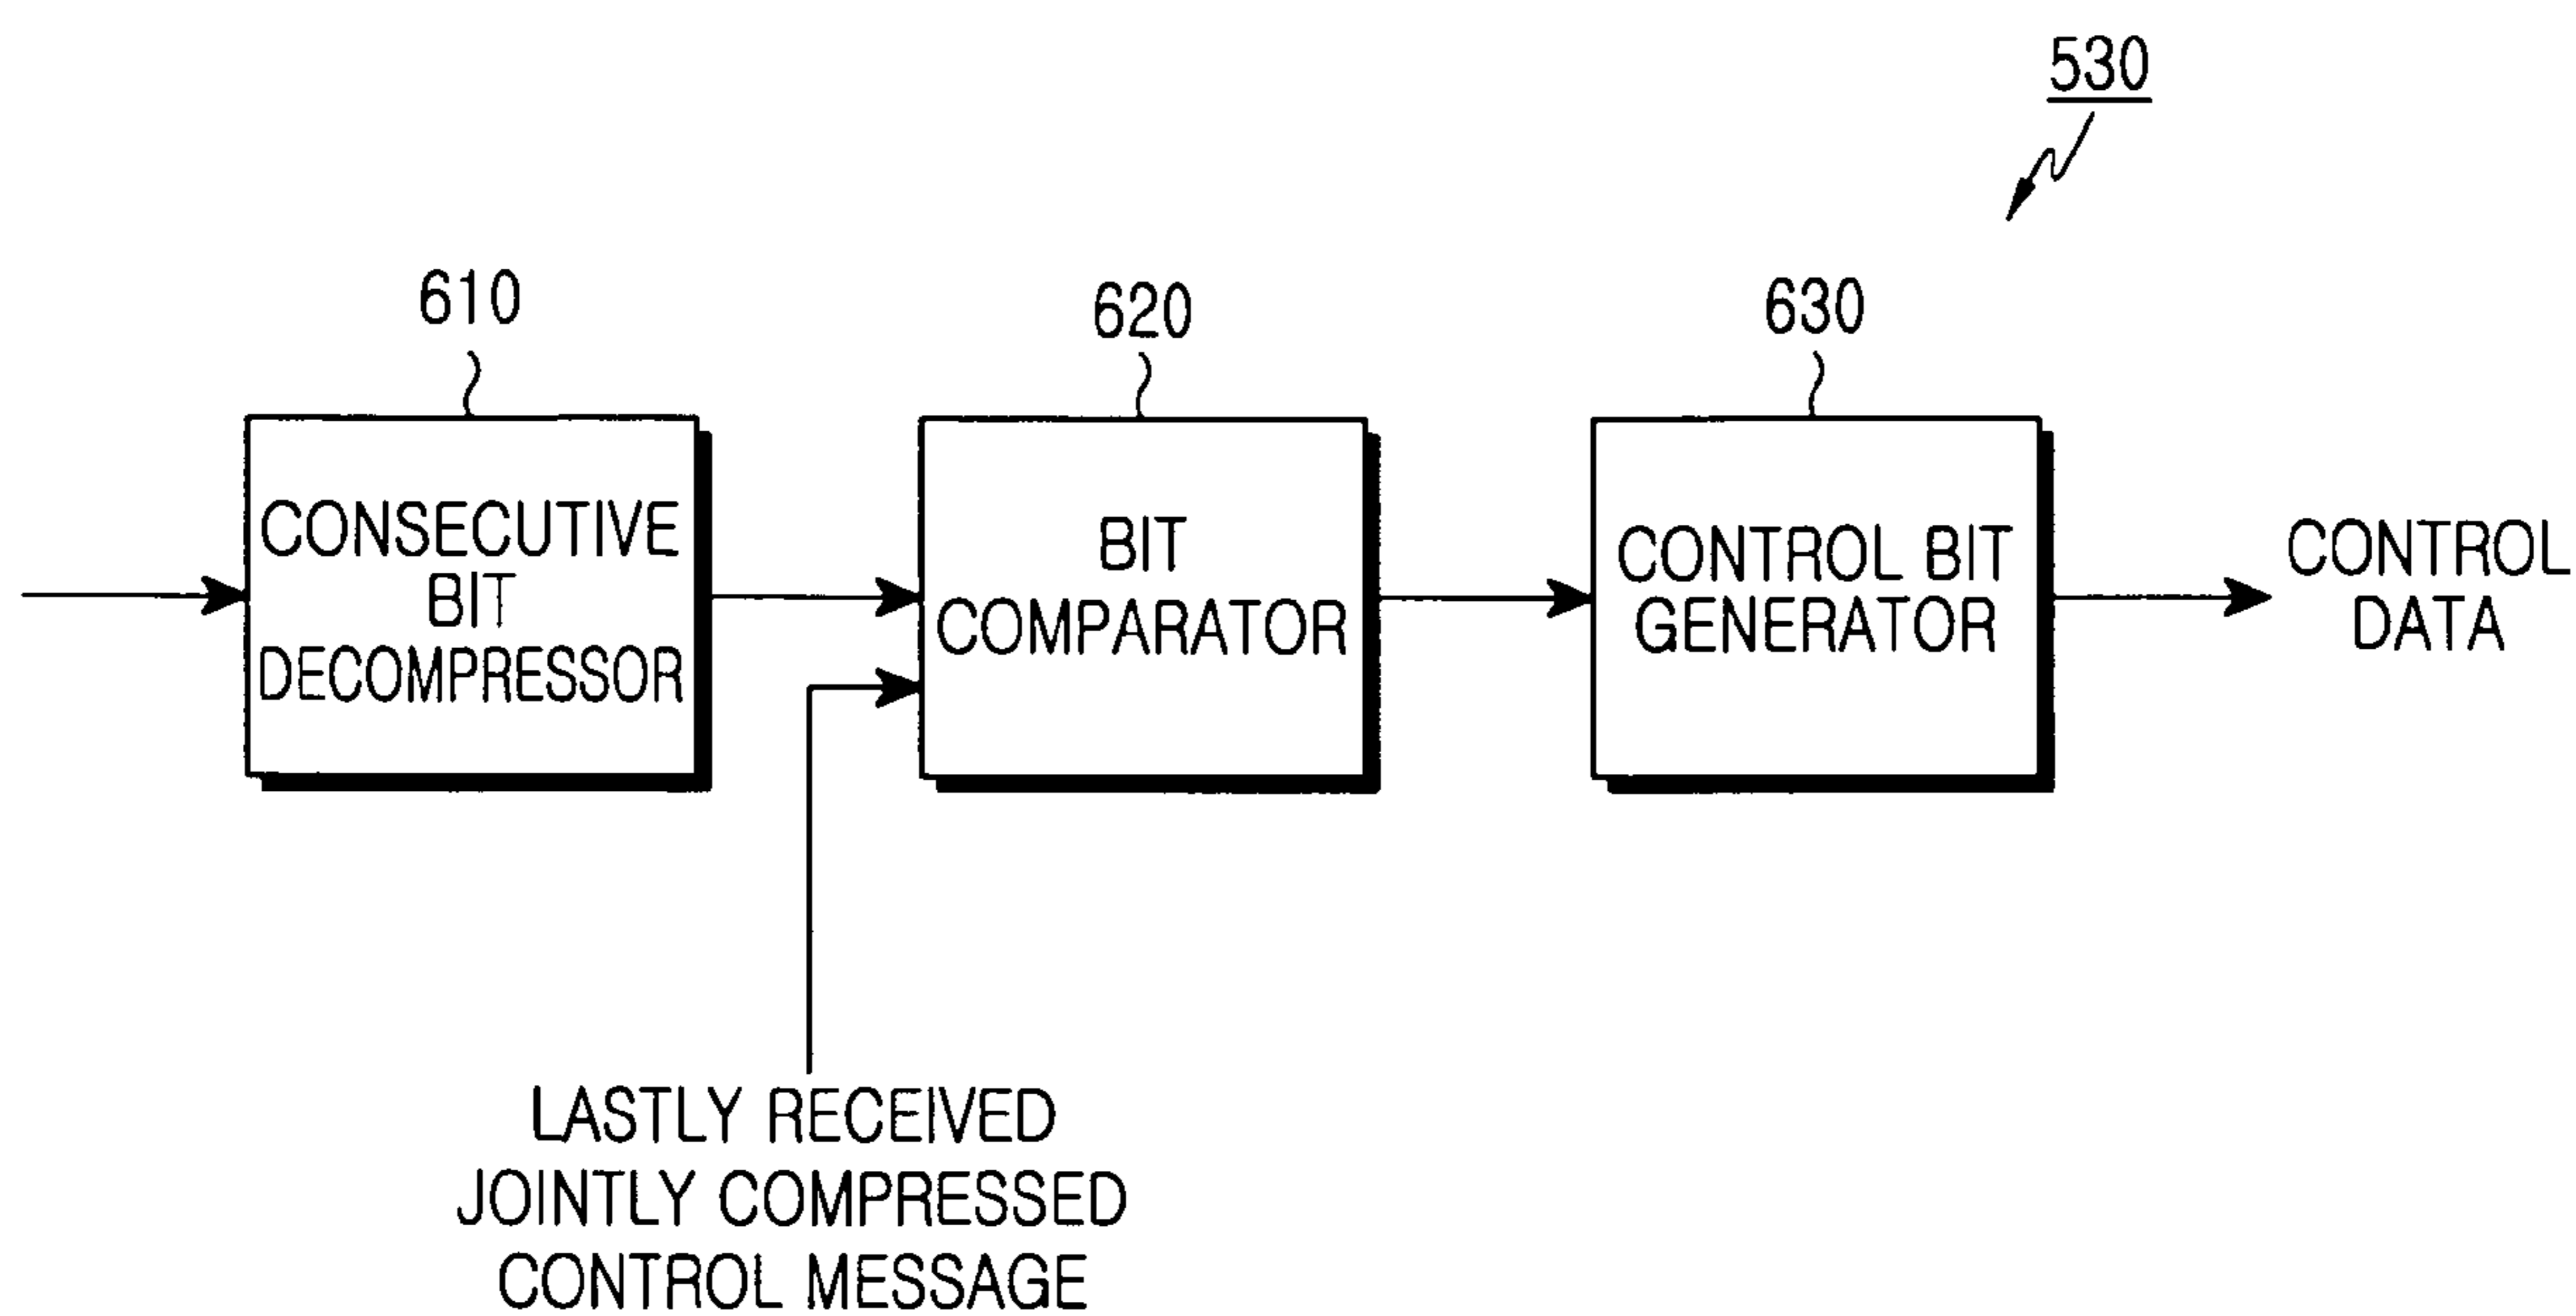 530
610
620
630
CONSECUTIVE
BIT
DECOMPRESSOR
BIT
COMPARATOR
CONTROL BIT
GENERATOR
CONTROL
DATA
LASTLY RECEIVED
JOINTLY COMPRESSED
CONTROL MESSAGE